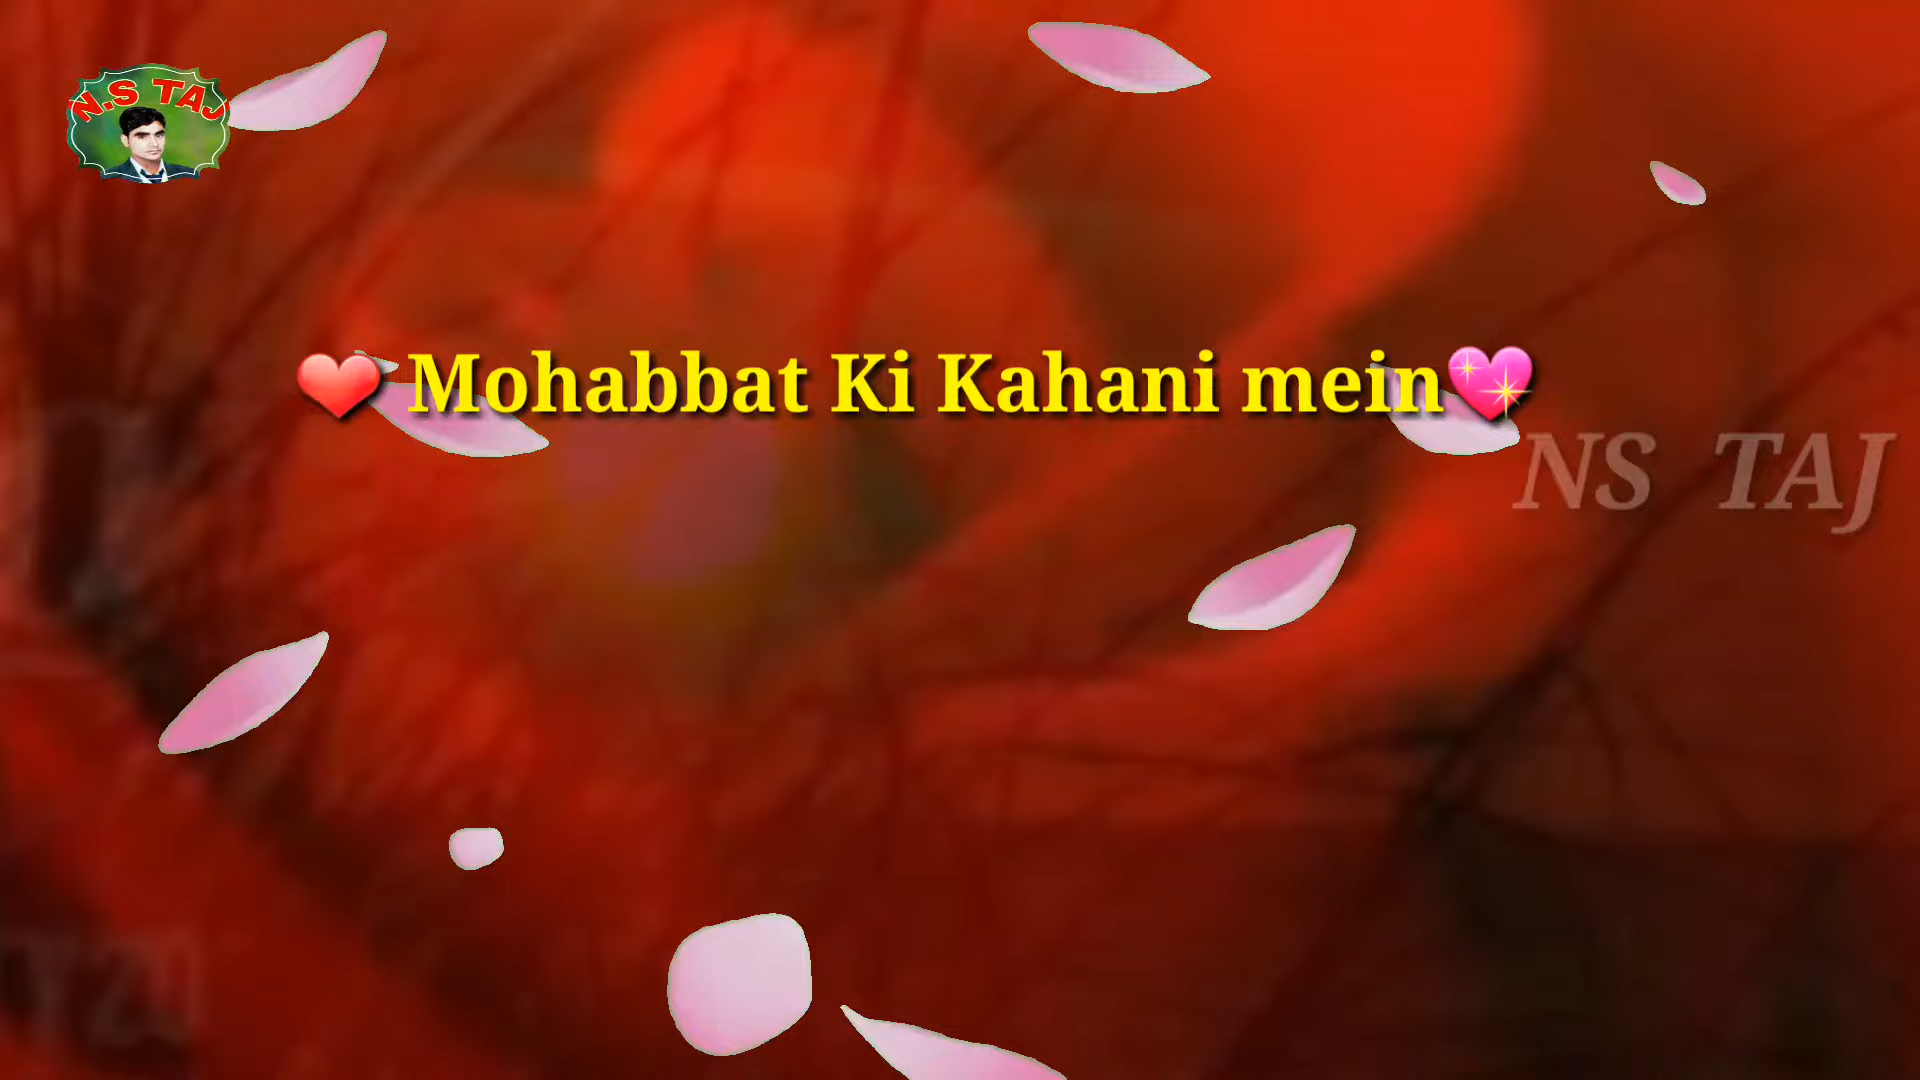 N.S TAJ
❤️ Mohabbat Ki Kahani mein💖
NS TAJ